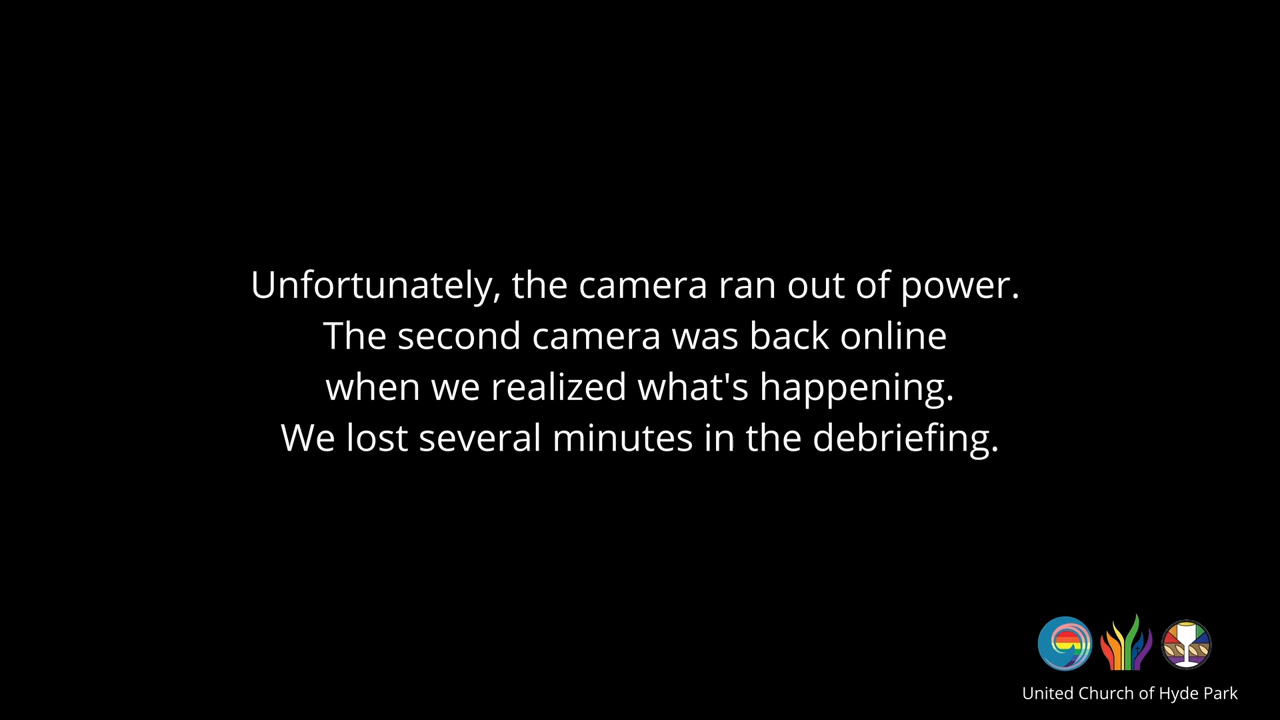 Unfortunately, the camera ran out of power.
The second camera was back online
when we realized what's happening.
We lost several minutes in the debriefing.
United Church of Hyde Park